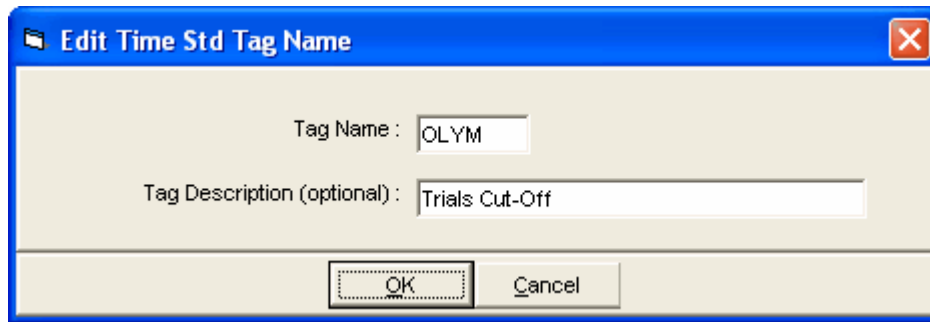 Edit Time Std Tag Name
Tag Name : OLYM
Tag Description (optional) : Trials Cut-Off
OK Cancel